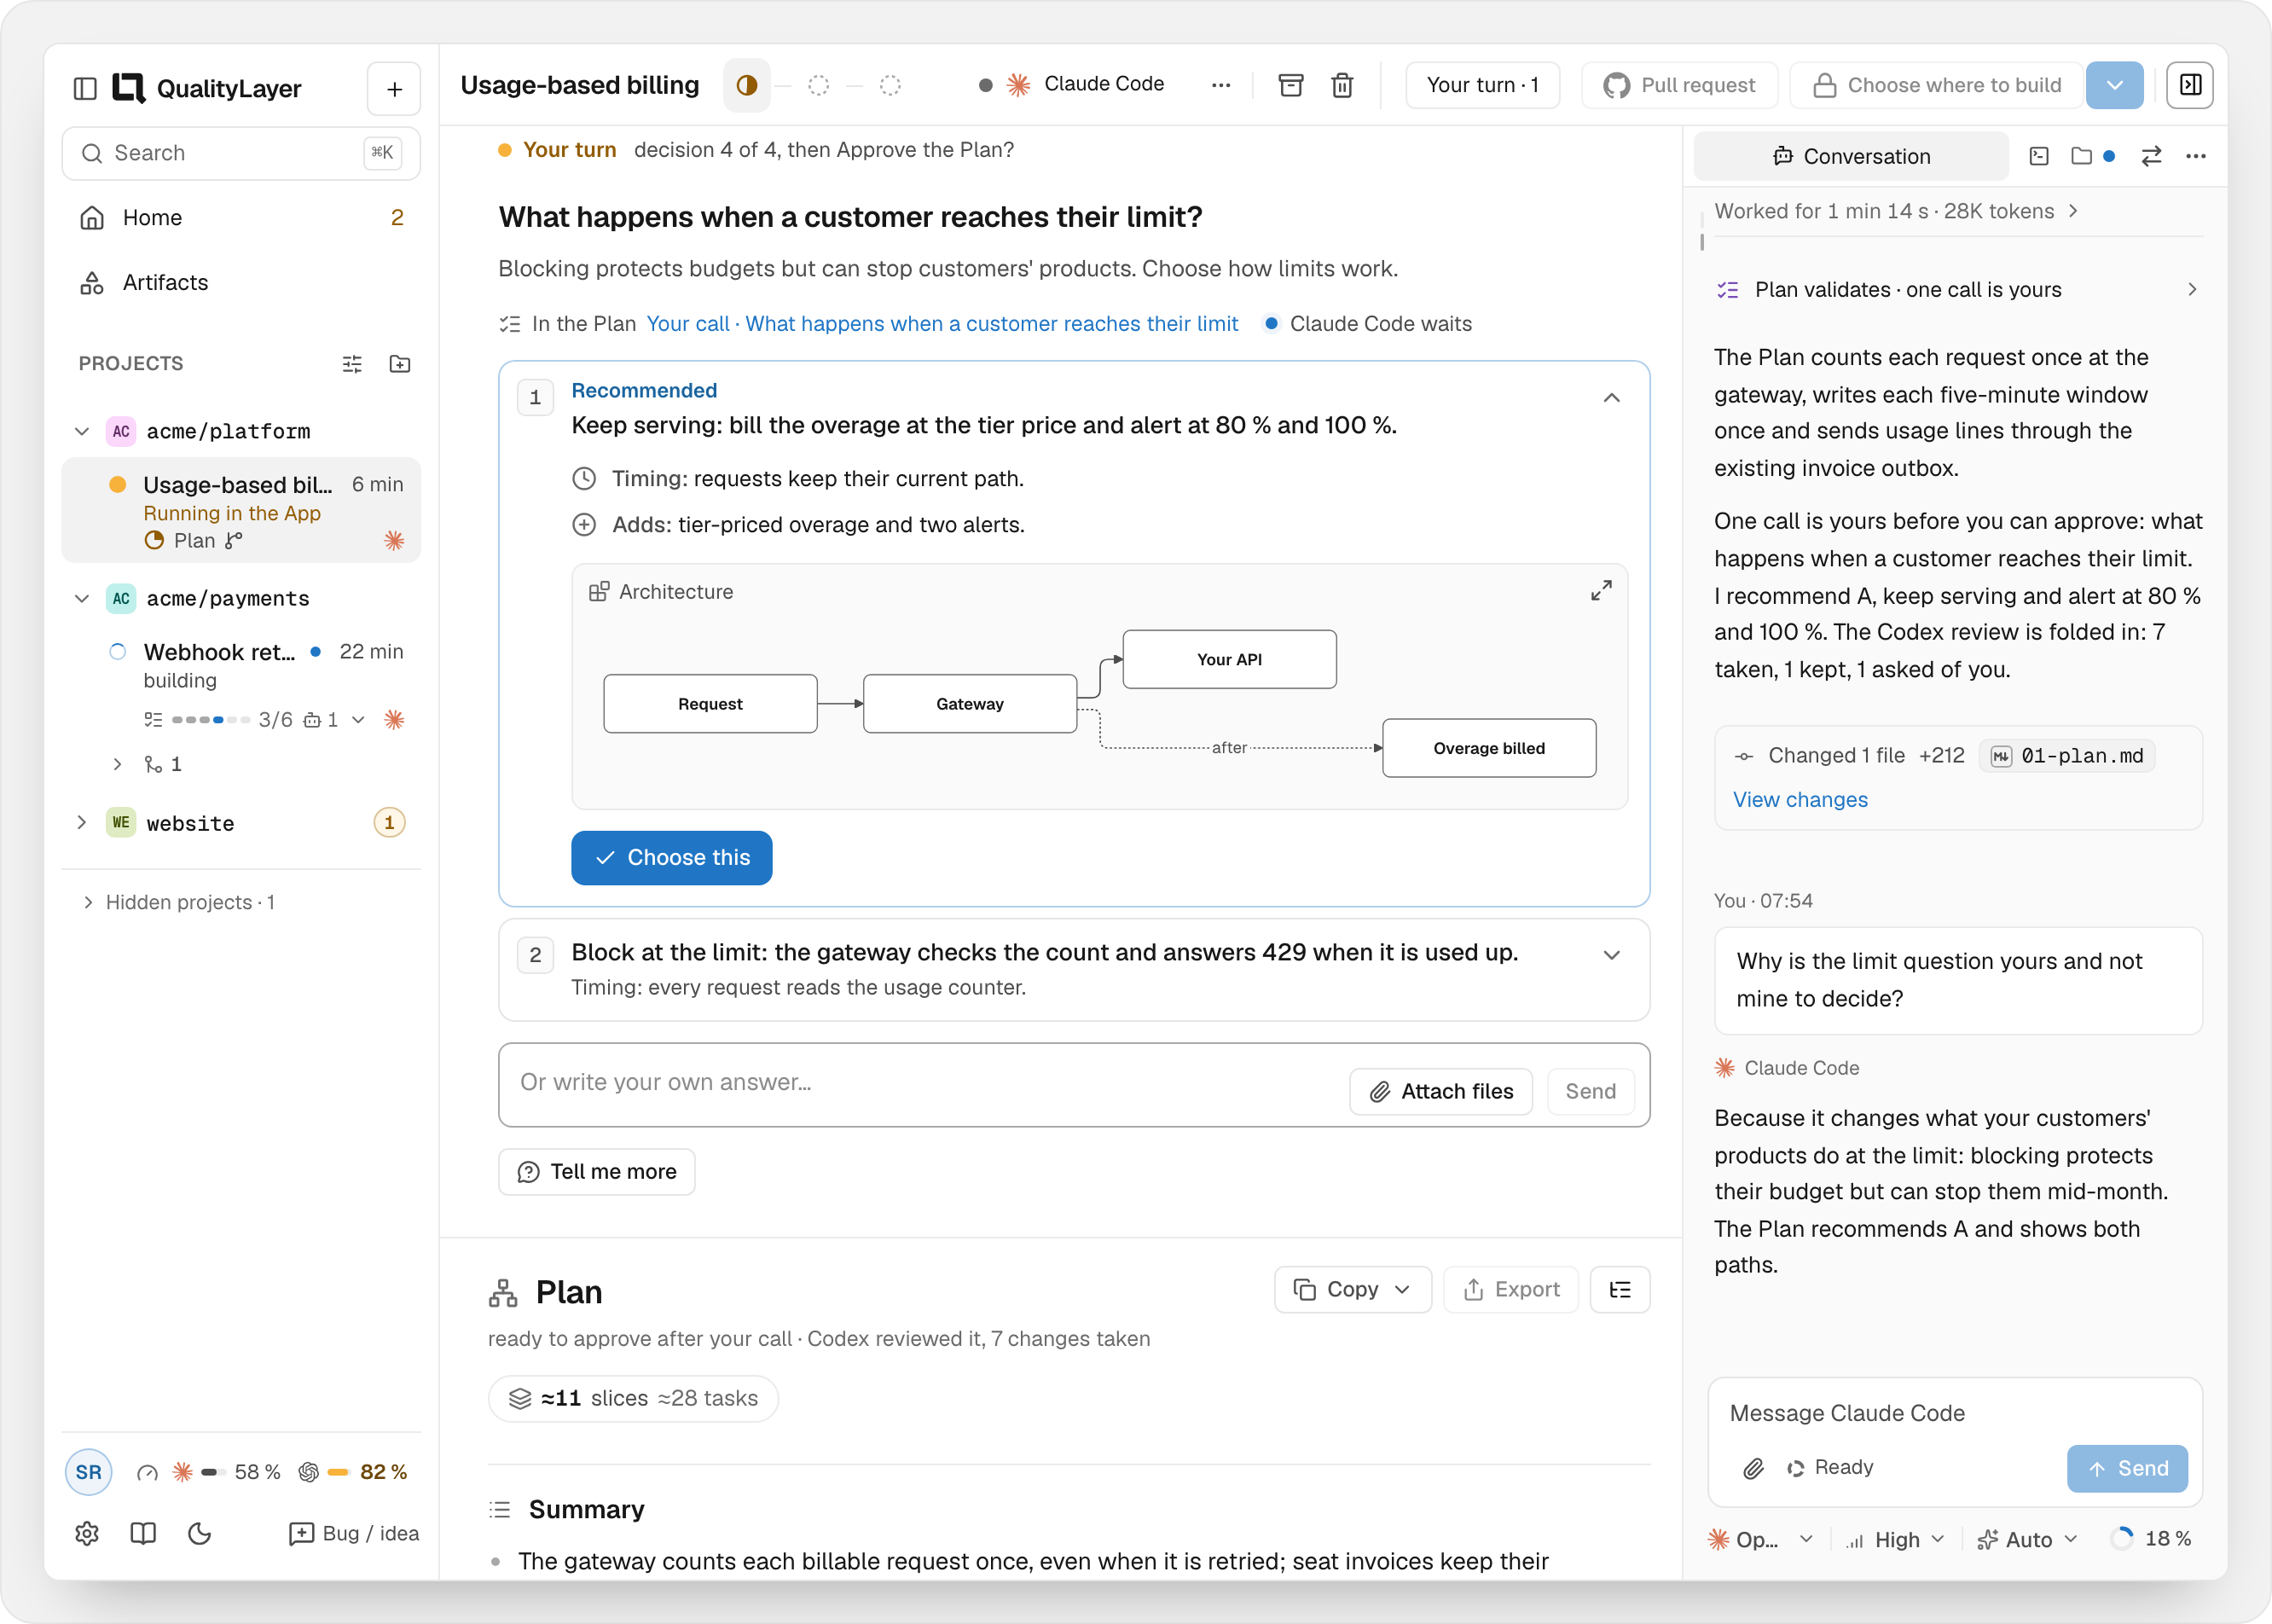 QualityLayer
+
Search
⌘K
Home
2
Artifacts
PROJECTS
AC acme/platform
Usage-based bil... 6 min
Running in the App
Plan
AC acme/payments
Webhook ret... 22 min
building
3/6 1
1
WE website 1
Hidden projects · 1
SR 58 % 82 %
Bug / idea
Usage-based billing
Claude Code
Your turn · 1
Pull request
Choose where to build
Your turn decision 4 of 4, then Approve the Plan?
What happens when a customer reaches their limit?
Blocking protects budgets but can stop customers' products. Choose how limits work.
In the Plan Your call · What happens when a customer reaches their limit Claude Code waits
1
Recommended
Keep serving: bill the overage at the tier price and alert at 80 % and 100 %.
Timing: requests keep their current path.
Adds: tier-priced overage and two alerts.
Architecture
Request
Gateway
Your API
after
Overage billed
Choose this
2
Block at the limit: the gateway checks the count and answers 429 when it is used up.
Timing: every request reads the usage counter.
Or write your own answer...
Attach files
Send
Tell me more
Plan
Copy
Export
ready to approve after your call · Codex reviewed it, 7 changes taken
≈11 slices ≈28 tasks
Summary
The gateway counts each billable request once, even when it is retried; seat invoices keep their
Conversation
Worked for 1 min 14 s · 28K tokens
Plan validates · one call is yours
The Plan counts each request once at the
gateway, writes each five-minute window
once and sends usage lines through the
existing invoice outbox.
One call is yours before you can approve: what
happens when a customer reaches their limit.
I recommend A, keep serving and alert at 80 %
and 100 %. The Codex review is folded in: 7
taken, 1 kept, 1 asked of you.
Changed 1 file +212 01-plan.md
View changes
You · 07:54
Why is the limit question yours and not
mine to decide?
Claude Code
Because it changes what your customers'
products do at the limit: blocking protects
their budget but can stop them mid-month.
The Plan recommends A and shows both
paths.
Message Claude Code
Ready
Send
Op... High Auto 18 %